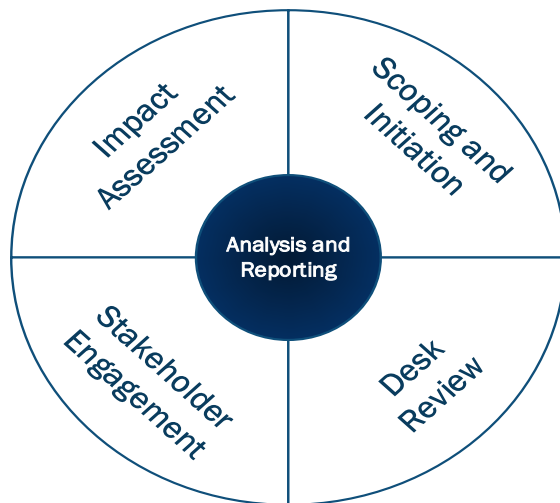 Impact
Assessment
Scoping and
Initiation
Analysis and
Reporting
Stakeholder
Engagement
Desk
Review